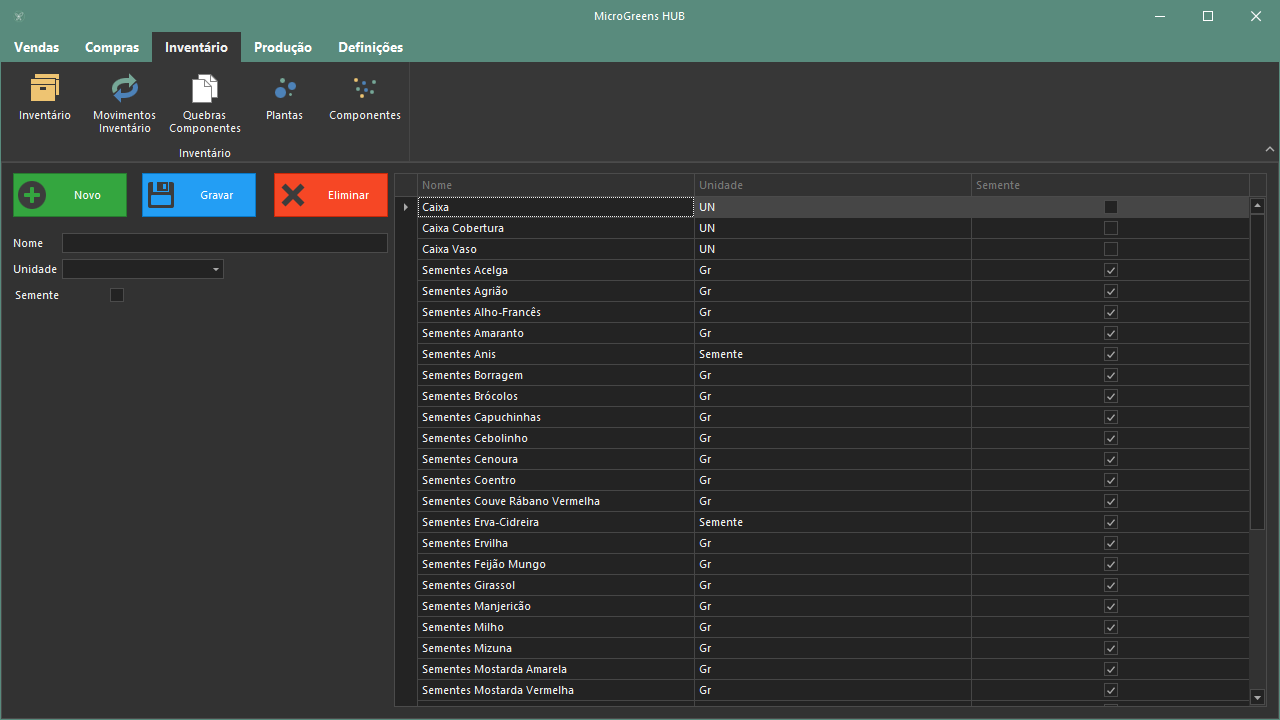 MicroGreens HUB
Vendas Compras Inventário Produção Definições
Inventário Movimentos Inventário Quebras Componentes Plantas Componentes
Inventário
Novo Gravar Eliminar
Nome
Unidade
Semente
Nome Unidade Semente
Caixa UN
Caixa Cobertura UN
Caixa Vaso UN
Sementes Acelga Gr
Sementes Agrião Gr
Sementes Alho-Francês Gr
Sementes Amaranto Gr
Sementes Anis Semente
Sementes Borragem Gr
Sementes Brócolos Gr
Sementes Capuchinhas Gr
Sementes Cebolinho Gr
Sementes Cenoura Gr
Sementes Coentro Gr
Sementes Couve Rábano Vermelha Gr
Sementes Erva-Cidreira Semente
Sementes Ervilha Gr
Sementes Feijão Mungo Gr
Sementes Girassol Gr
Sementes Manjericão Gr
Sementes Milho Gr
Sementes Mizuna Gr
Sementes Mostarda Amarela Gr
Sementes Mostarda Vermelha Gr